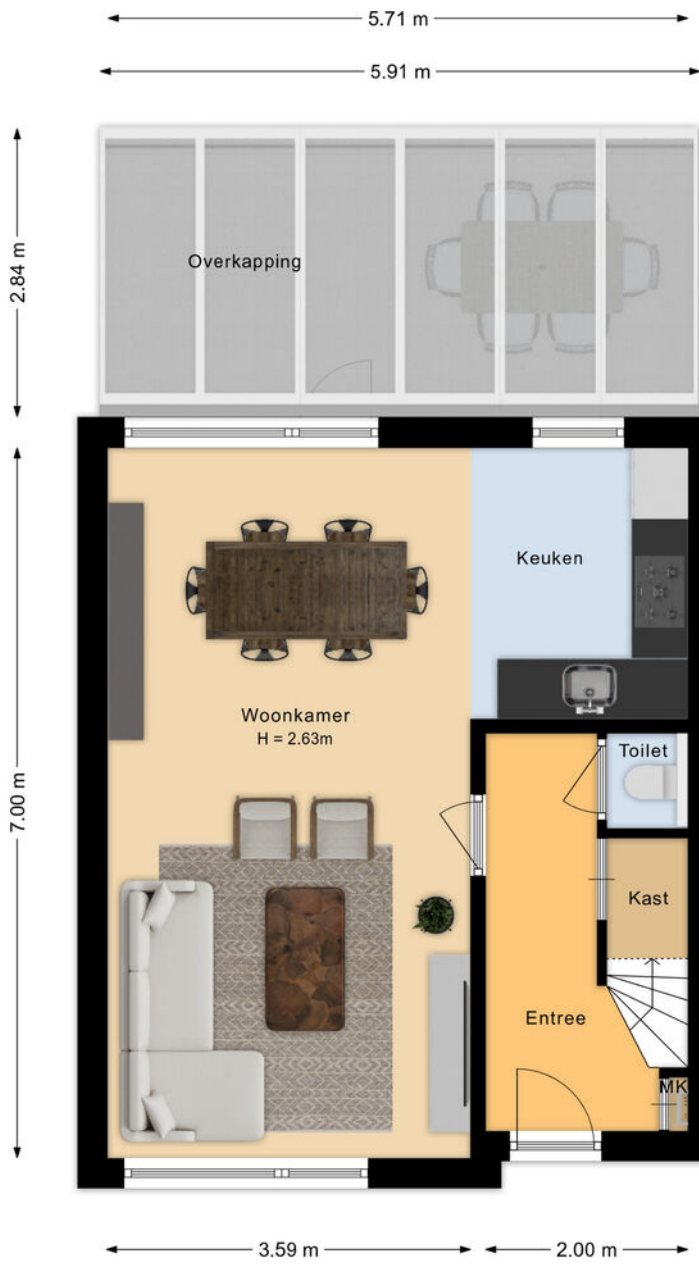 5.71 m
5.91 m
2.84 m
Overkapping
Keuken
Woonkamer
H = 2.63m
Toilet
7.00 m
Kast
Entree
MK
3.59 m
2.00 m